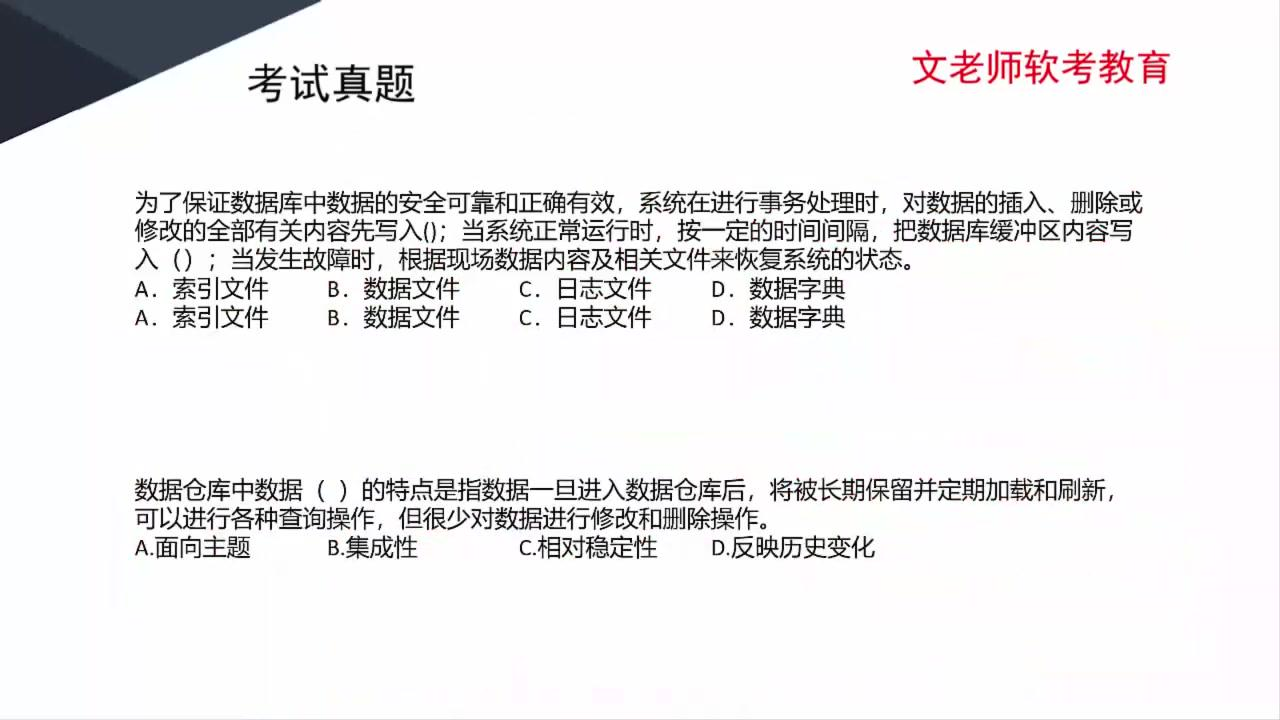 考试真题
文老师软考教育
为了保证数据库中数据的安全可靠和正确有效，系统在进行事务处理时，对数据的插入、删除或
修改的全部有关内容先写入()；当系统正常运行时，按一定的时间间隔，把数据库缓冲区内容写
入（）；当发生故障时，根据现场数据内容及相关文件来恢复系统的状态。
A．索引文件 B．数据文件 C．日志文件 D．数据字典
A．索引文件 B．数据文件 C．日志文件 D．数据字典
数据仓库中数据（ ）的特点是指数据一旦进入数据仓库后，将被长期保留并定期加载和刷新，
可以进行各种查询操作，但很少对数据进行修改和删除操作。
A.面向主题 B.集成性 C.相对稳定性 D.反映历史变化